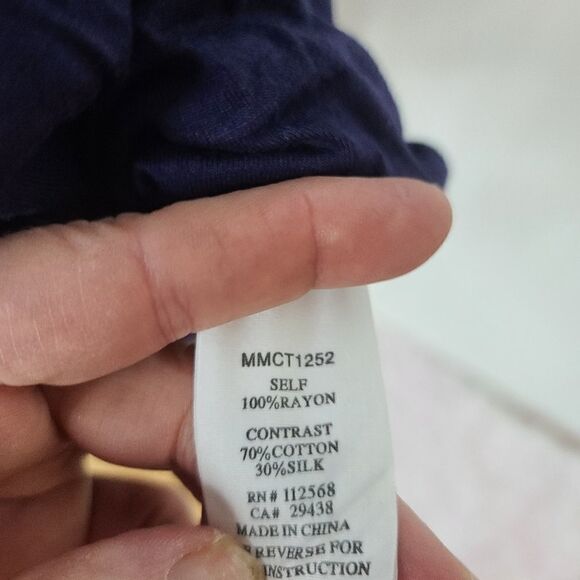 MMCT1252
SELF
100%RAYON
CONTRAST
70%COTTON
30%SILK
RN# 112568
CA# 29438
MADE IN CHINA
REVERSE FOR
INSTRUCTION